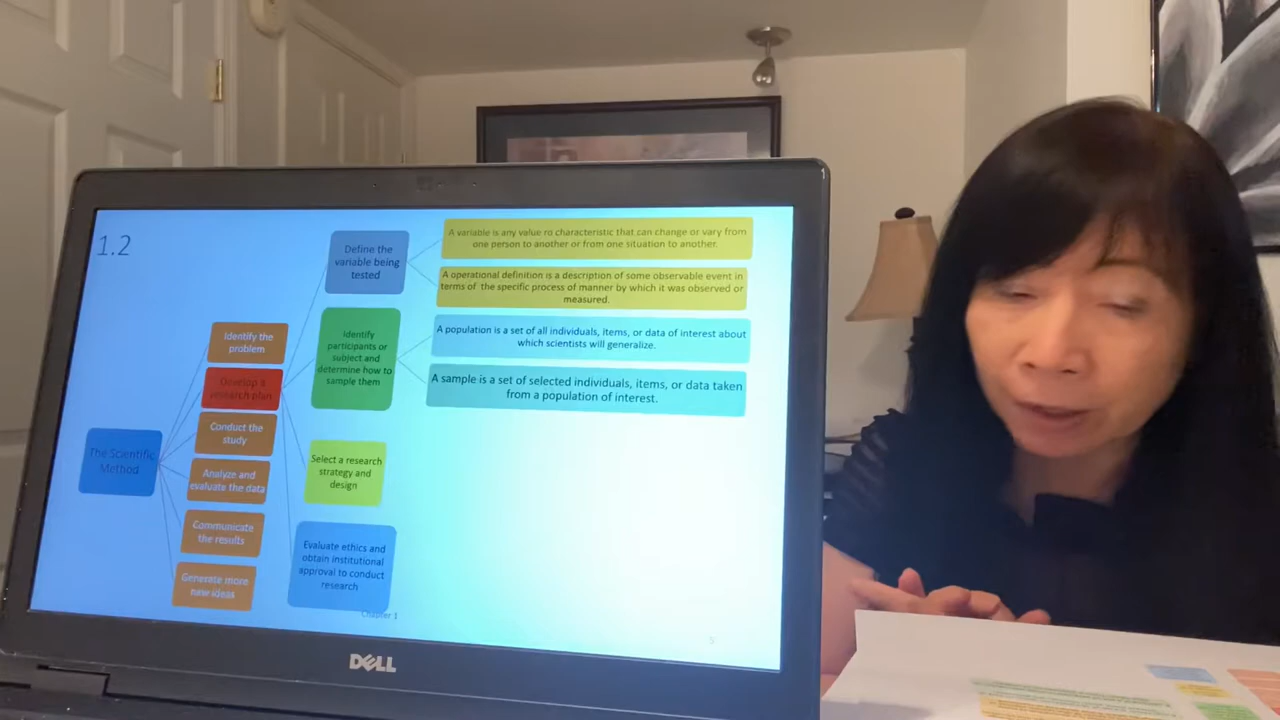 1.2
The Scientific
Method
Identify the
problem
Develop a
research plan
Conduct the
study
Analyze and
evaluate the data
Communicate
the results
Generate more
new ideas
Define the
variable being
tested
A variable is any value ro characteristic that can change or vary from
one person to another or from one situation to another.
A operational definition is a description of some observable event in
terms of the specific process of manner by which it was observed or
measured.
Identify
participants or
subject and
determine how to
sample them
A population is a set of all individuals, items, or data of interest about
which scientists will generalize.
A sample is a set of selected individuals, items, or data taken
from a population of interest.
Select a research
strategy and
design
Evaluate ethics and
obtain institutional
approval to conduct
research
Chapter 1
5
DELL